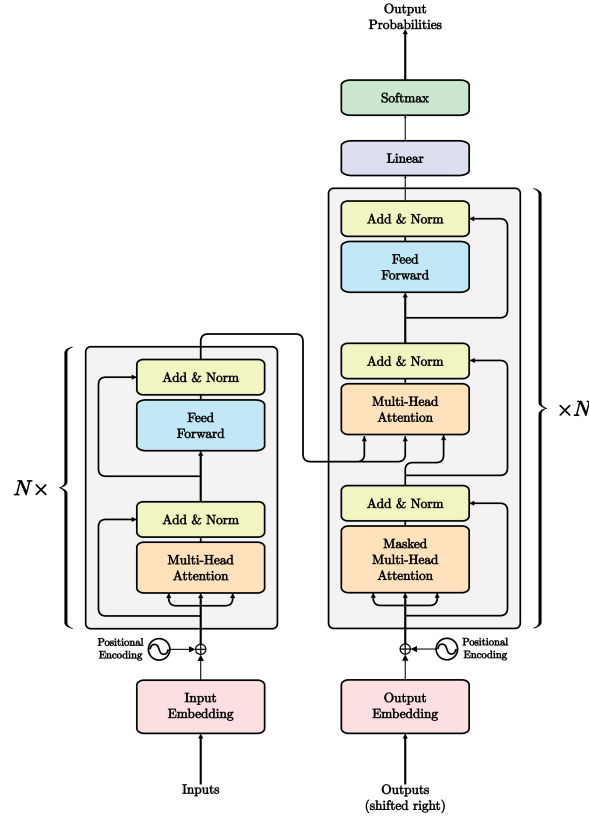 Output
Probabilities
Softmax
Linear
Add & Norm
Feed
Forward
Add & Norm
Multi-Head
Attention
×N
Add & Norm
Masked
Multi-Head
Attention
Positional
Encoding
Output
Embedding
Outputs
(shifted right)
Add & Norm
Feed
Forward
N×
Add & Norm
Multi-Head
Attention
Positional
Encoding
Input
Embedding
Inputs